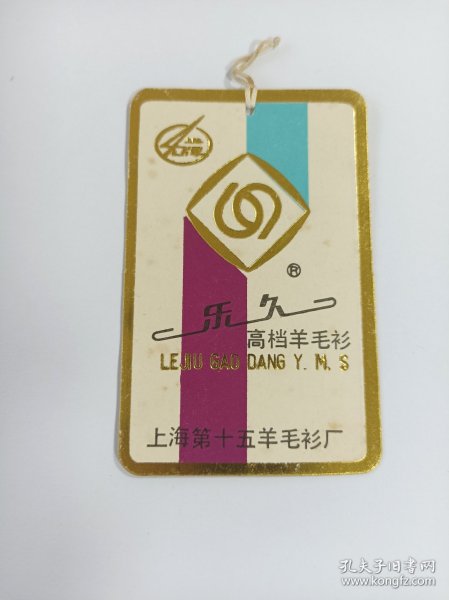 ®
乐久
高档羊毛衫
LEJIU GAO DANG Y. M. S
上海第十五羊毛衫厂
孔夫子旧书网
www.kongfz.com